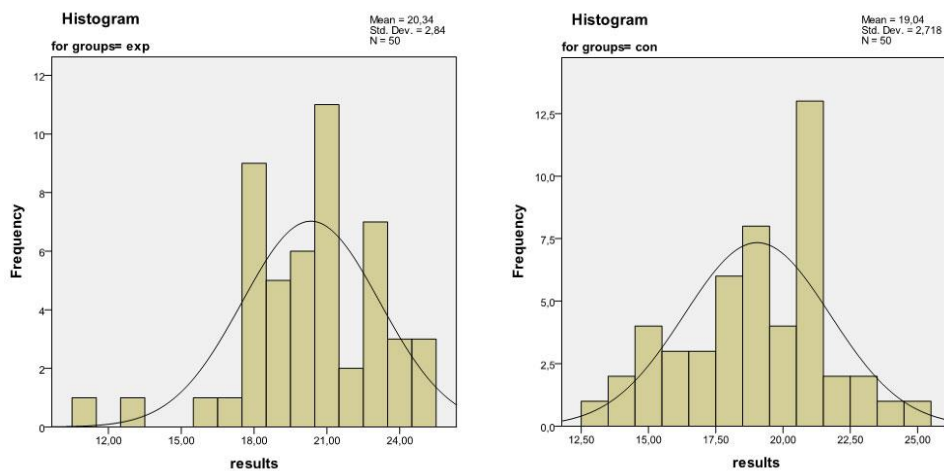 Histogram
Mean = 20,34
Std. Dev. = 2,84
N = 50
for groups= exp
12
10
8
6
4
2
0
Frequency
12,00 15,00 18,00 21,00 24,00
results
Histogram
Mean = 19,04
Std. Dev. = 2,718
N = 50
for groups= con
12,5
10,0
7,5
5,0
2,5
0,0
Frequency
12,50 15,00 17,50 20,00 22,50 25,00
results